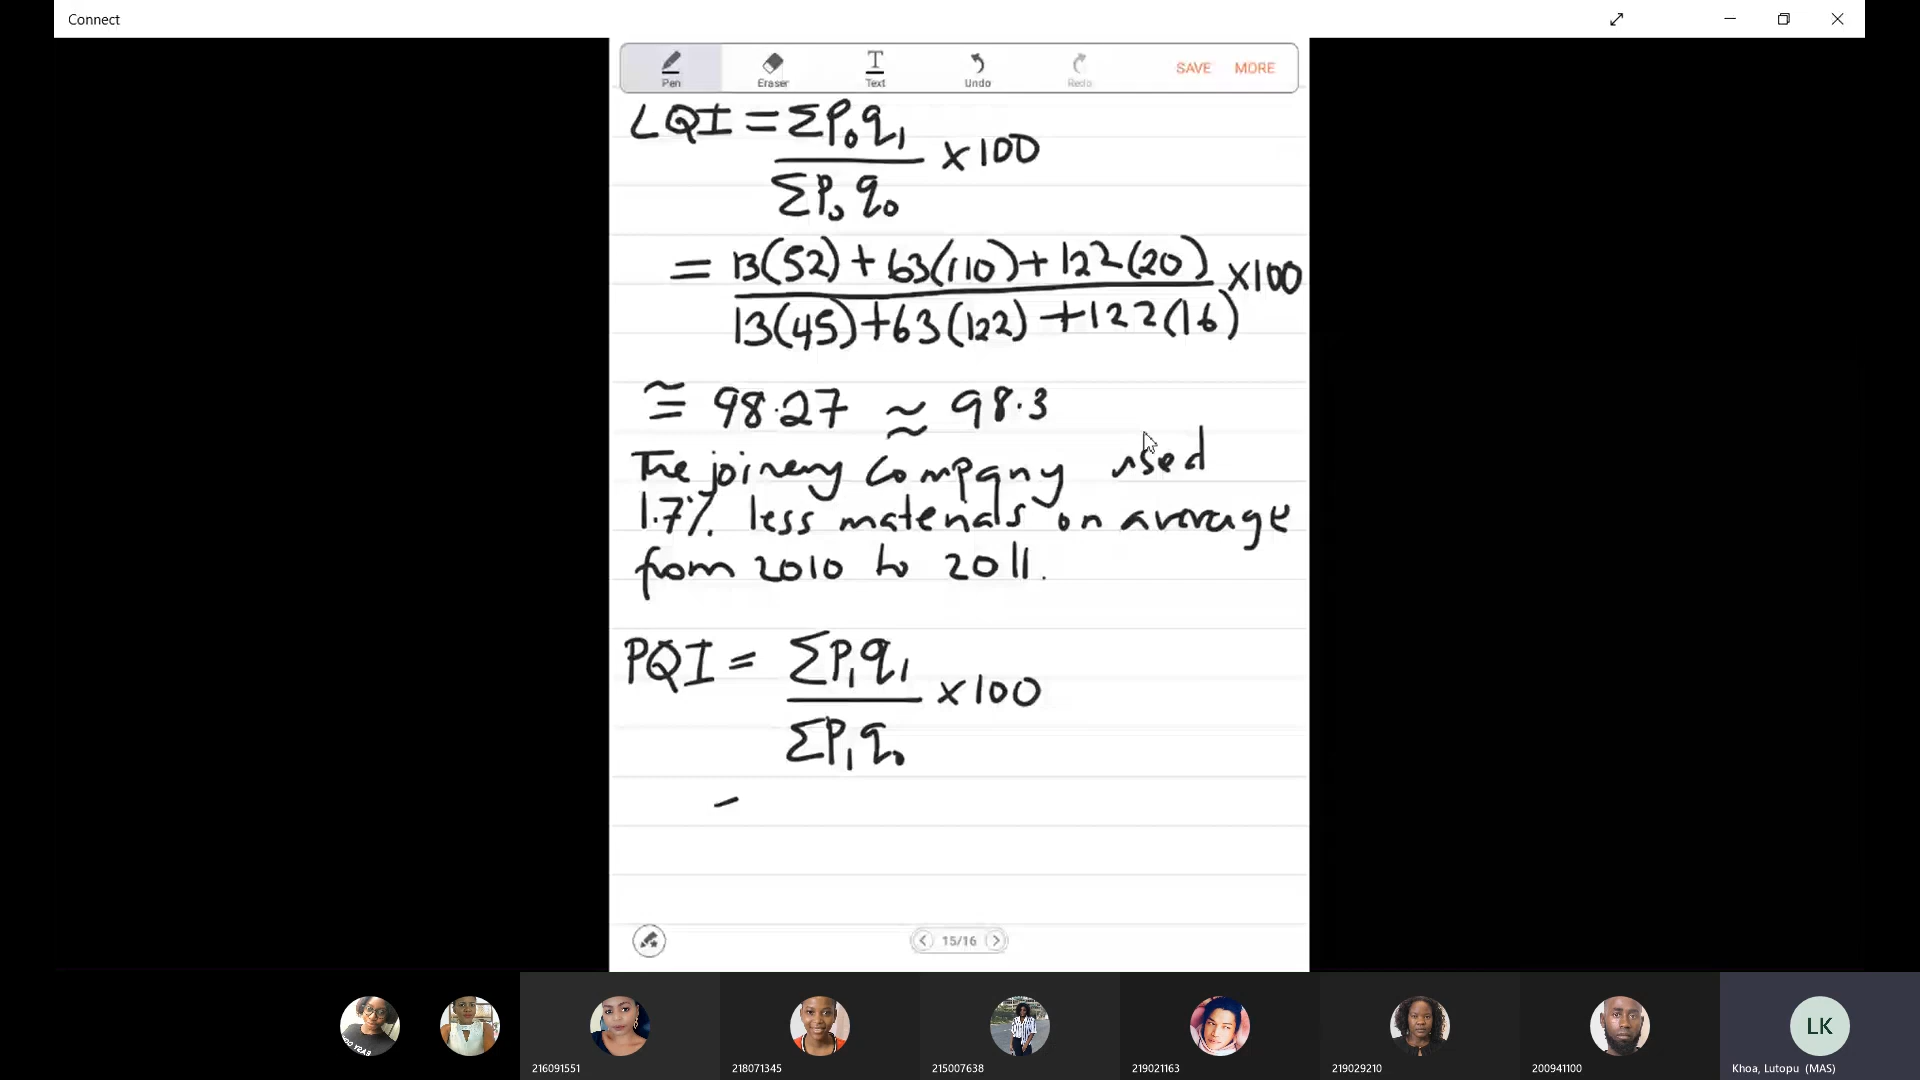 Connect
Pen
Eraser
Text
Undo
Redo
SAVE
MORE
LQI = ΣP₀q₁
× 100
ΣP₀q₀
= 13(52) + 63(110) + 122(20) ×100
13(45) + 63(122) + 122(16)
≅ 98.27 ≈ 98.3
The joinery company used
1.7% less materials on average
from 2010 to 2011.
PQI = ΣP₁q₁
× 100
ΣP₁q₀
15/16
216091551
218071345
215007638
219021163
219029210
200941100
LK
Khoa, Lutopu (MAS)